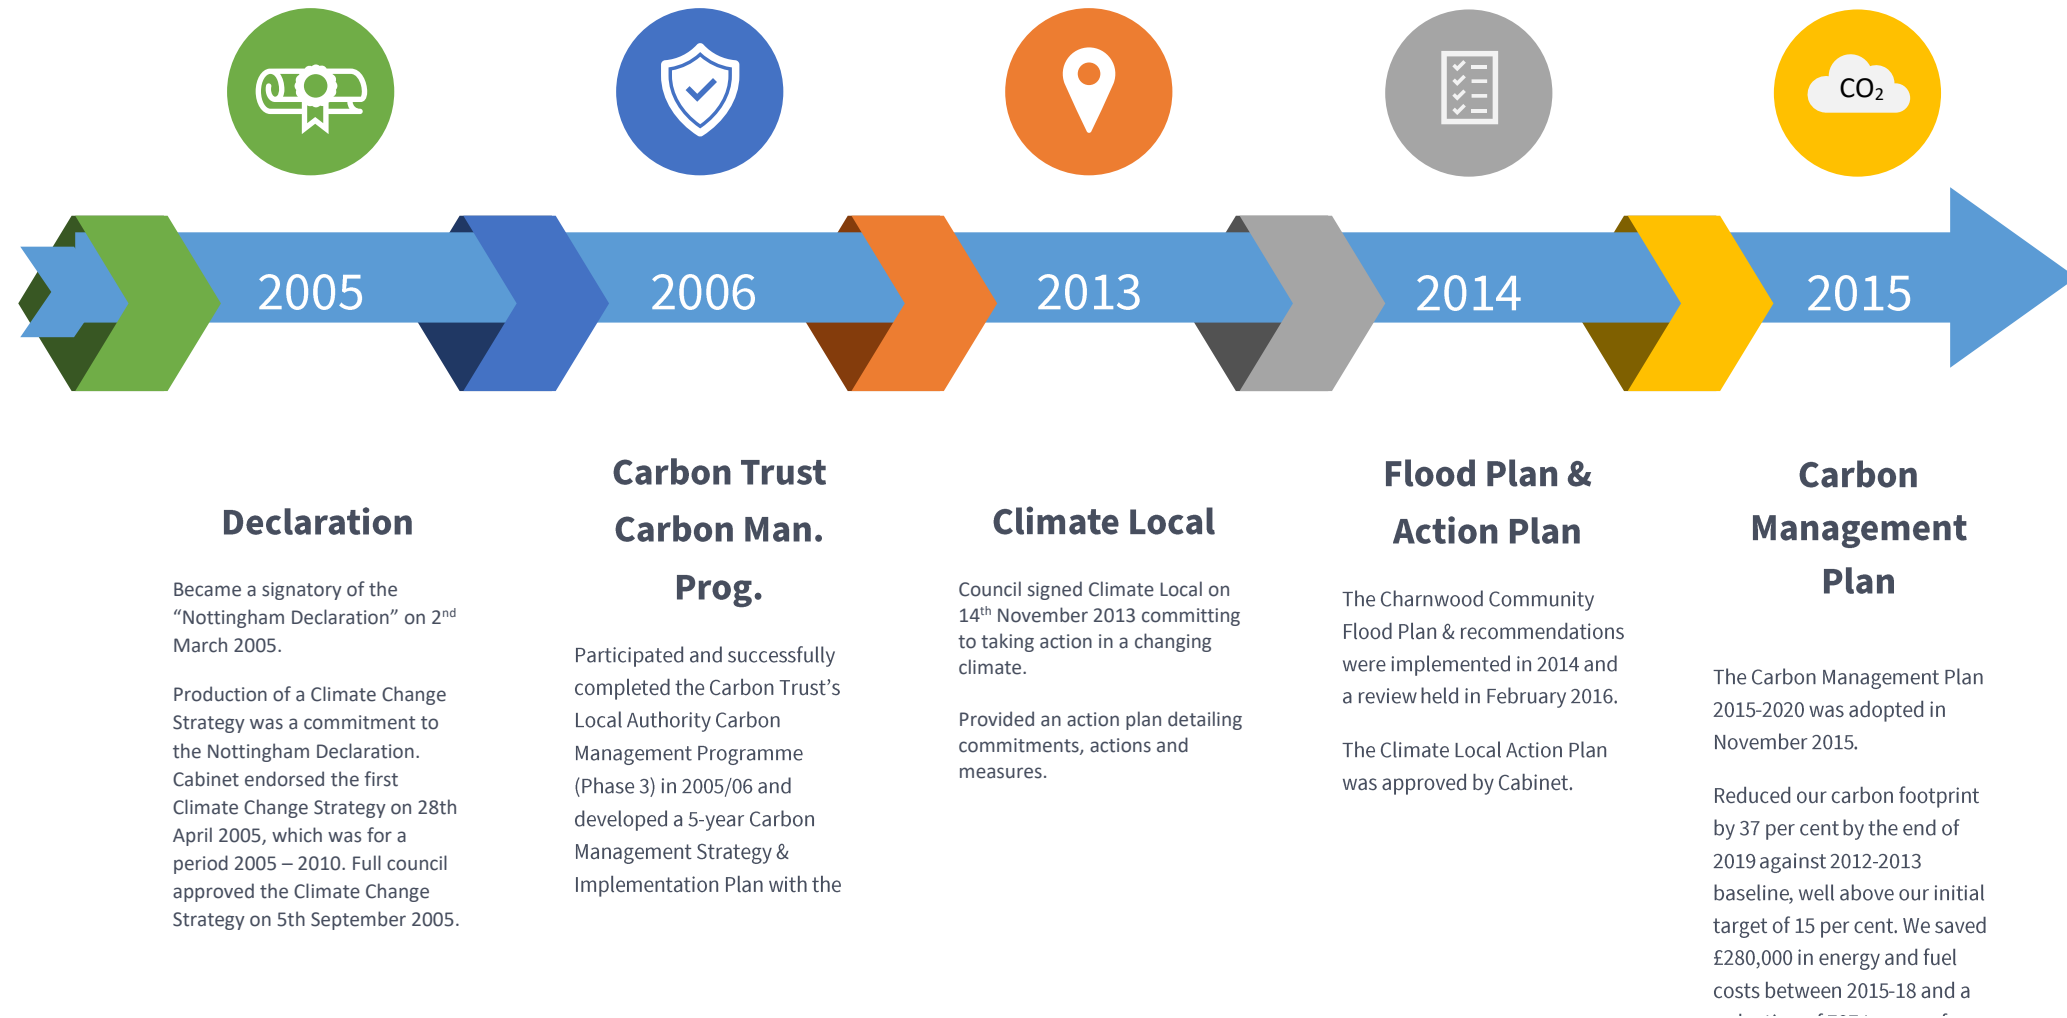 CO₂
2005
2006
2013
2014
2015
Declaration
Became a signatory of the
“Nottingham Declaration” on 2nd
March 2005.
Production of a Climate Change
Strategy was a commitment to
the Nottingham Declaration.
Cabinet endorsed the first
Climate Change Strategy on 28th
April 2005, which was for a
period 2005 – 2010. Full council
approved the Climate Change
Strategy on 5th September 2005.
Carbon Trust
Carbon Man.
Prog.
Participated and successfully
completed the Carbon Trust’s
Local Authority Carbon
Management Programme
(Phase 3) in 2005/06 and
developed a 5-year Carbon
Management Strategy &
Implementation Plan with the
Climate Local
Council signed Climate Local on
14th November 2013 committing
to taking action in a changing
climate.
Provided an action plan detailing
commitments, actions and
measures.
Flood Plan &
Action Plan
The Charnwood Community
Flood Plan & recommendations
were implemented in 2014 and
a review held in February 2016.
The Climate Local Action Plan
was approved by Cabinet.
Carbon
Management
Plan
The Carbon Management Plan
2015-2020 was adopted in
November 2015.
Reduced our carbon footprint
by 37 per cent by the end of
2019 against 2012-2013
baseline, well above our initial
target of 15 per cent. We saved
£280,000 in energy and fuel
costs between 2015-18 and a